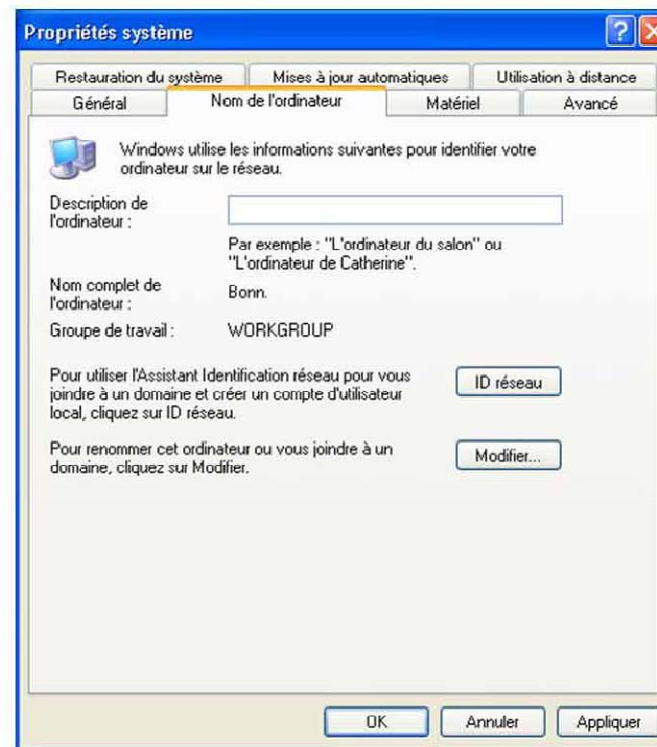 Propriétés système
Restauration du système
Mises à jour automatiques
Utilisation à distance
Général
Nom de l'ordinateur
Matériel
Avancé
Windows utilise les informations suivantes pour identifier votre
ordinateur sur le réseau.
Description de
l'ordinateur :
Par exemple : "L'ordinateur du salon" ou
"L'ordinateur de Catherine".
Nom complet de
l'ordinateur :
Bonn.
Groupe de travail :
WORKGROUP
Pour utiliser l'Assistant Identification réseau pour vous
joindre à un domaine et créer un compte d'utilisateur
local, cliquez sur ID réseau.
ID réseau
Pour renommer cet ordinateur ou vous joindre à un
domaine, cliquez sur Modifier.
Modifier...
OK
Annuler
Appliquer